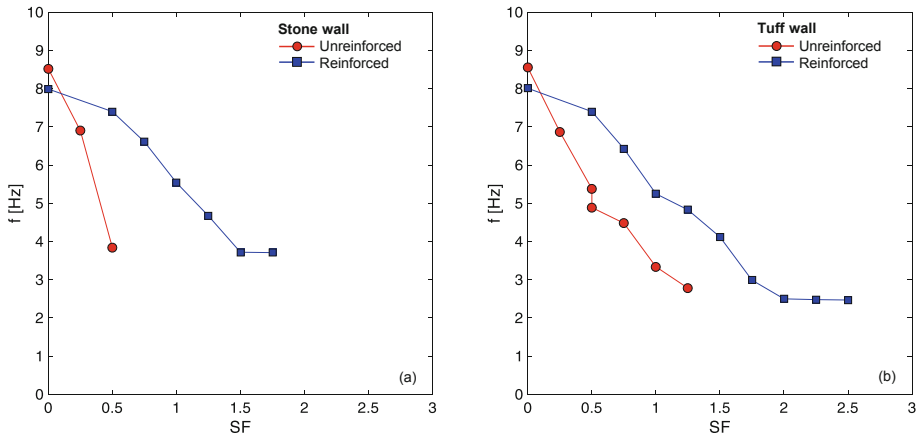 10
9
8
7
6
5
4
3
2
1
0
f [Hz]
0 0.5 1 1.5 2 2.5 3
SF
Stone wall
Unreinforced
Reinforced
(a)
10
9
8
7
6
5
4
3
2
1
0
f [Hz]
0 0.5 1 1.5 2 2.5 3
SF
Tuff wall
Unreinforced
Reinforced
(b)